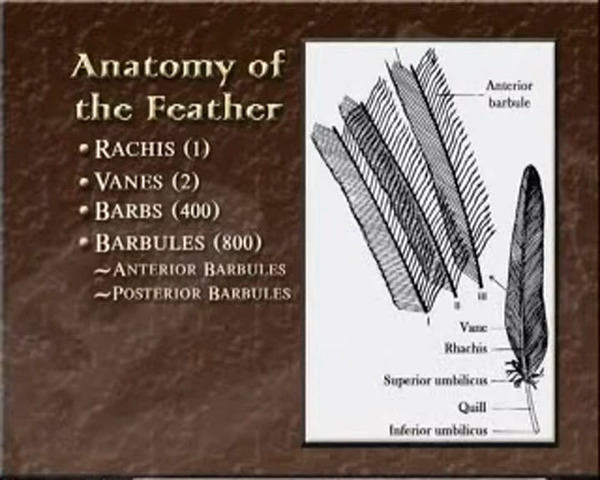 Anatomy of
the Feather
• RACHIS (1)
• VANES (2)
• BARBS (400)
• BARBULES (800)
~ANTERIOR BARBULES
~POSTERIOR BARBULES
Anterior
barbule
I
II
III
Vane
Rhachis
Superior umbilicus
Quill
Inferior umbilicus